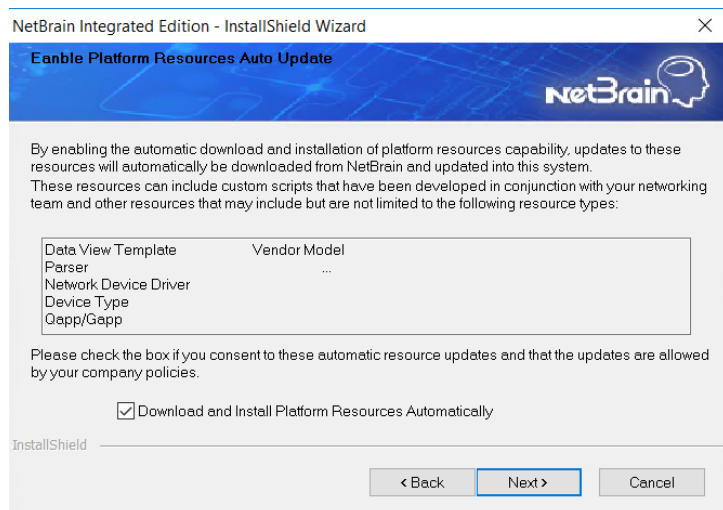 NetBrain Integrated Edition - InstallShield Wizard
Eanble Platform Resources Auto Update
NetBrain
By enabling the automatic download and installation of platform resources capability, updates to these
resources will automatically be downloaded from NetBrain and updated into this system.
These resources can include custom scripts that have been developed in conjunction with your networking
team and other resources that may include but are not limited to the following resource types:
Data View Template Vendor Model
Parser ...
Network Device Driver
Device Type
Qapp/Gapp
Please check the box if you consent to these automatic resource updates and that the updates are allowed
by your company policies.
Download and Install Platform Resources Automatically
InstallShield
< Back Next > Cancel